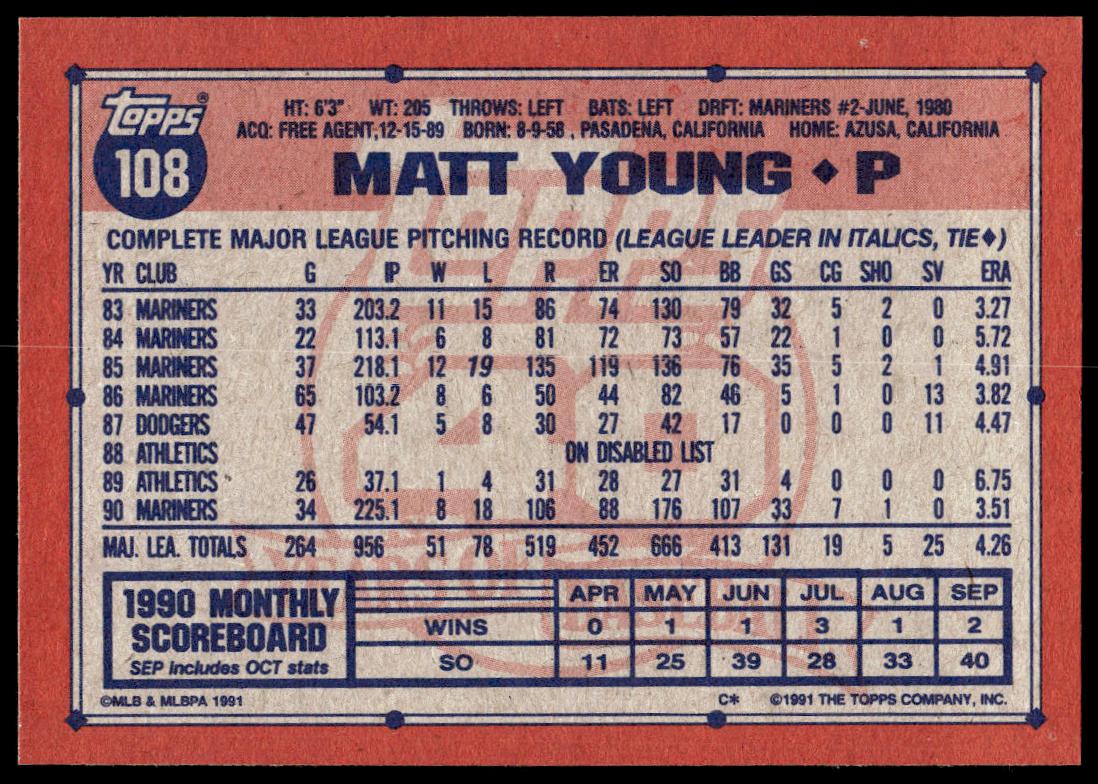 TOPPS®
108
HT: 6'3" WT: 205 THROWS: LEFT BATS: LEFT DRFT: MARINERS #2-JUNE, 1980
ACQ: FREE AGENT,12-15-89 BORN: 8-9-58 , PASADENA, CALIFORNIA HOME: AZUSA, CALIFORNIA
MATT YOUNG ♦ P
COMPLETE MAJOR LEAGUE PITCHING RECORD (LEAGUE LEADER IN ITALICS, TIE♦)
YR CLUB G IP W L R ER SO BB GS CG SHO SV ERA
83 MARINERS 33 203.2 11 15 86 74 130 79 32 5 2 0 3.27
84 MARINERS 22 113.1 6 8 81 72 73 57 22 1 0 0 5.72
85 MARINERS 37 218.1 12 19 135 119 136 76 35 5 2 1 4.91
86 MARINERS 65 103.2 8 6 50 44 82 46 5 1 0 13 3.82
87 DODGERS 47 54.1 5 8 30 27 42 17 0 0 0 11 4.47
88 ATHLETICS ON DISABLED LIST
89 ATHLETICS 26 37.1 1 4 31 28 27 31 4 0 0 0 6.75
90 MARINERS 34 225.1 8 18 106 88 176 107 33 7 1 0 3.51
MAJ. LEA. TOTALS 264 956 51 78 519 452 666 413 131 19 5 25 4.26
1990 MONTHLY SCOREBOARD
SEP includes OCT stats
APR MAY JUN JUL AUG SEP
WINS 0 1 1 3 1 2
SO 11 25 39 28 33 40
©MLB & MLBPA 1991 C* ©1991 THE TOPPS COMPANY, INC.
TOPPS
40
YEARS OF
BASEBALL